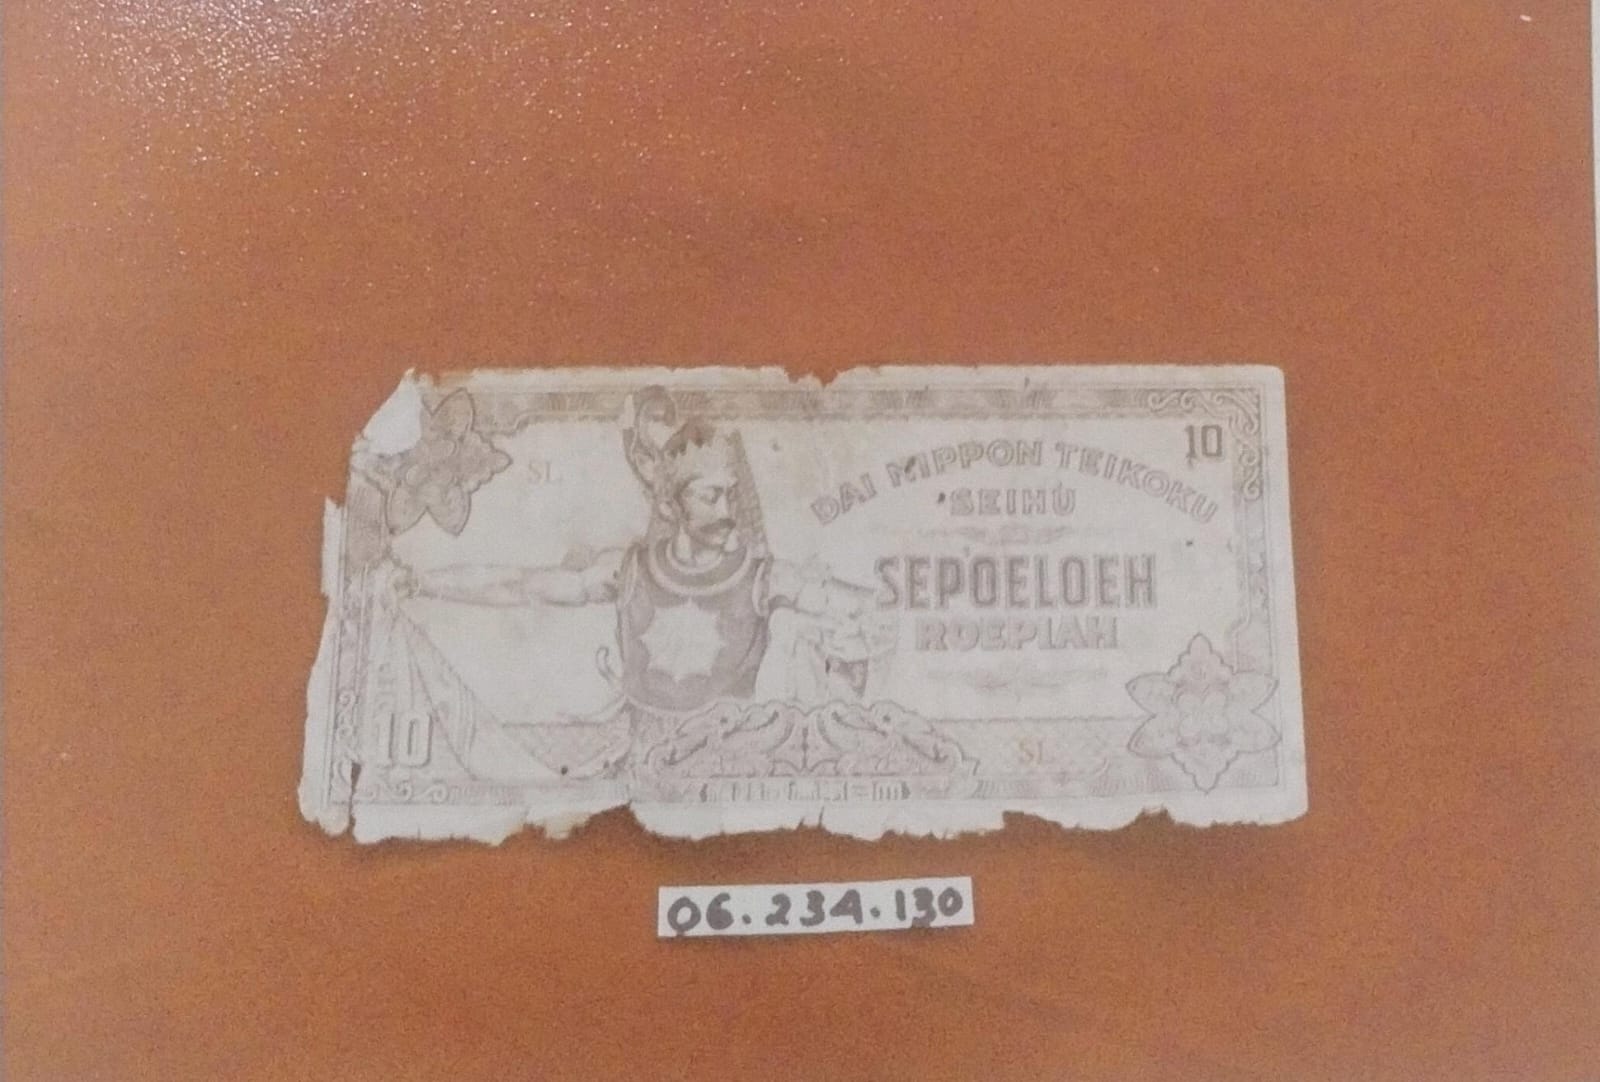 10
SL
DAI NIPPON TEIKOKU
SEIHU
SEPOELOEH
ROEPIAH
10
SL
06.234.130